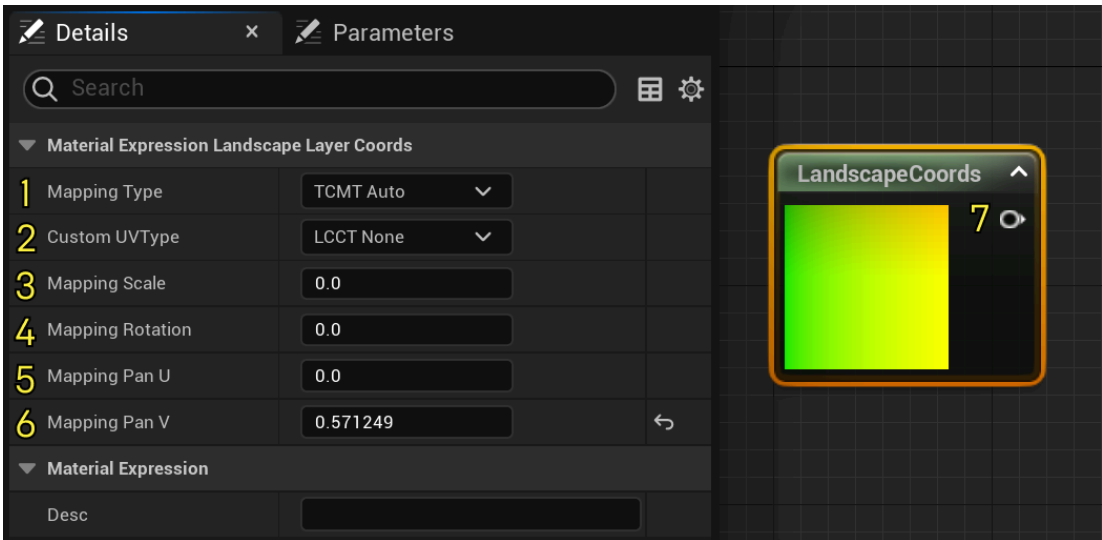 Details × Parameters
Search
Material Expression Landscape Layer Coords
1 Mapping Type TCMT Auto
2 Custom UVType LCCT None
3 Mapping Scale 0.0
4 Mapping Rotation 0.0
5 Mapping Pan U 0.0
6 Mapping Pan V 0.571249
Material Expression
Desc
LandscapeCoords
7